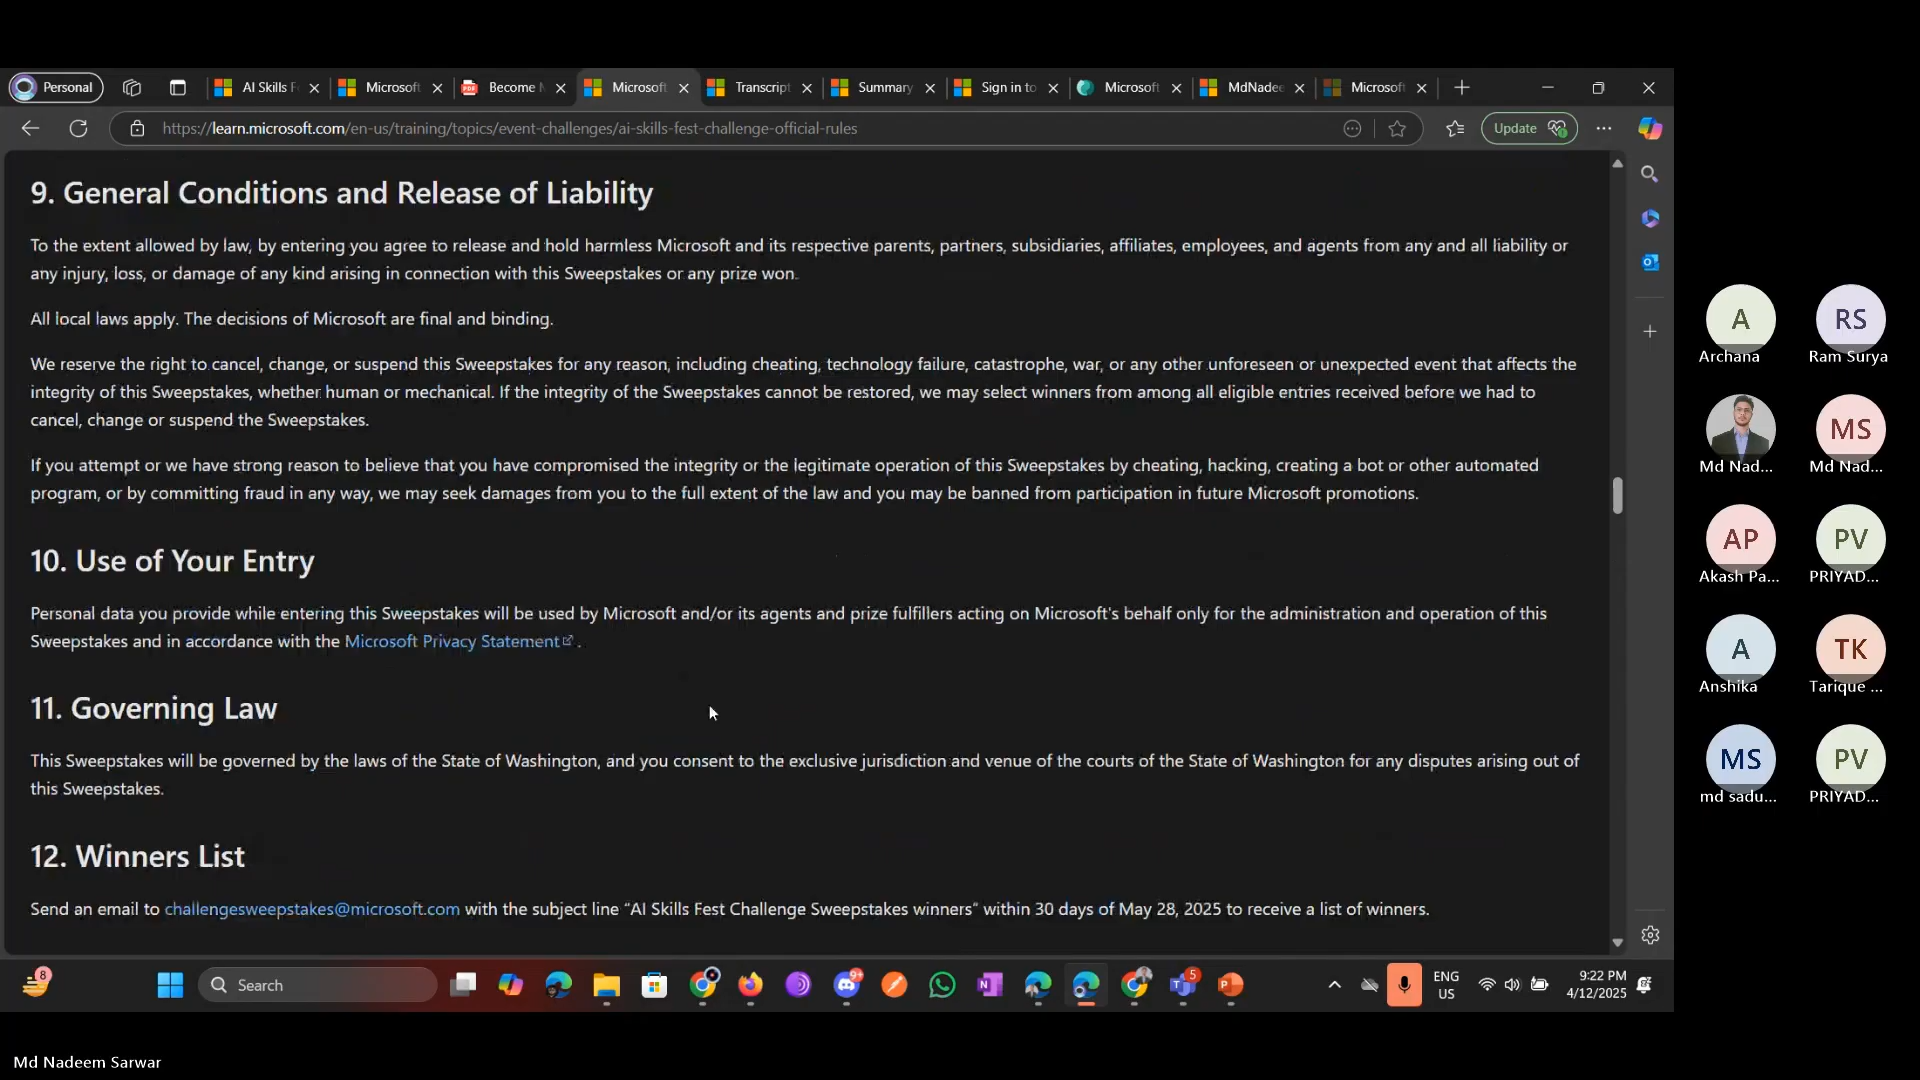 Personal
AI Skills F
Microsoft
Become M
Microsoft
Transcript
Summary
Sign in to
Microsoft
MdNadee
Microsoft
https://learn.microsoft.com/en-us/training/topics/event-challenges/ai-skills-fest-challenge-official-rules
Update
9. General Conditions and Release of Liability
To the extent allowed by law, by entering you agree to release and hold harmless Microsoft and its respective parents, partners, subsidiaries, affiliates, employees, and agents from any and all liability or
any injury, loss, or damage of any kind arising in connection with this Sweepstakes or any prize won.
All local laws apply. The decisions of Microsoft are final and binding.
We reserve the right to cancel, change, or suspend this Sweepstakes for any reason, including cheating, technology failure, catastrophe, war, or any other unforeseen or unexpected event that affects the
integrity of this Sweepstakes, whether human or mechanical. If the integrity of the Sweepstakes cannot be restored, we may select winners from among all eligible entries received before we had to
cancel, change or suspend the Sweepstakes.
If you attempt or we have strong reason to believe that you have compromised the integrity or the legitimate operation of this Sweepstakes by cheating, hacking, creating a bot or other automated
program, or by committing fraud in any way, we may seek damages from you to the full extent of the law and you may be banned from participation in future Microsoft promotions.
10. Use of Your Entry
Personal data you provide while entering this Sweepstakes will be used by Microsoft and/or its agents and prize fulfillers acting on Microsoft's behalf only for the administration and operation of this
Sweepstakes and in accordance with the Microsoft Privacy Statement.
11. Governing Law
This Sweepstakes will be governed by the laws of the State of Washington, and you consent to the exclusive jurisdiction and venue of the courts of the State of Washington for any disputes arising out of
this Sweepstakes.
12. Winners List
Send an email to challengesweepstakes@microsoft.com with the subject line “AI Skills Fest Challenge Sweepstakes winners” within 30 days of May 28, 2025 to receive a list of winners.
8
Search
9+
5
ENG
US
9:22 PM
4/12/2025
A
Archana
RS
Ram Surya
Md Nad...
MS
Md Nad...
AP
Akash Pa...
PV
PRIYAD...
A
Anshika
TK
Tarique ...
MS
md sadu...
PV
PRIYAD...
Md Nadeem Sarwar